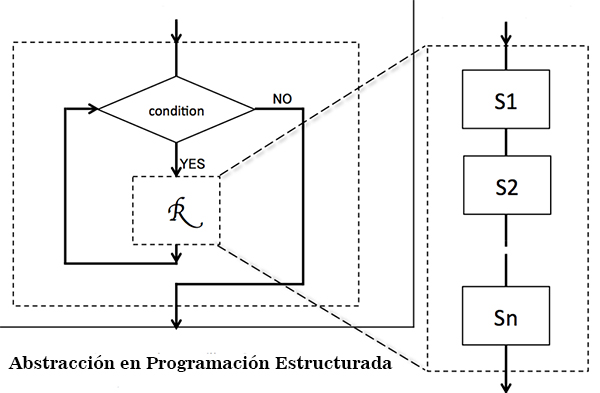 condition
NO
YES
R
S1
S2
Sn
Abstracción en Programación Estructurada